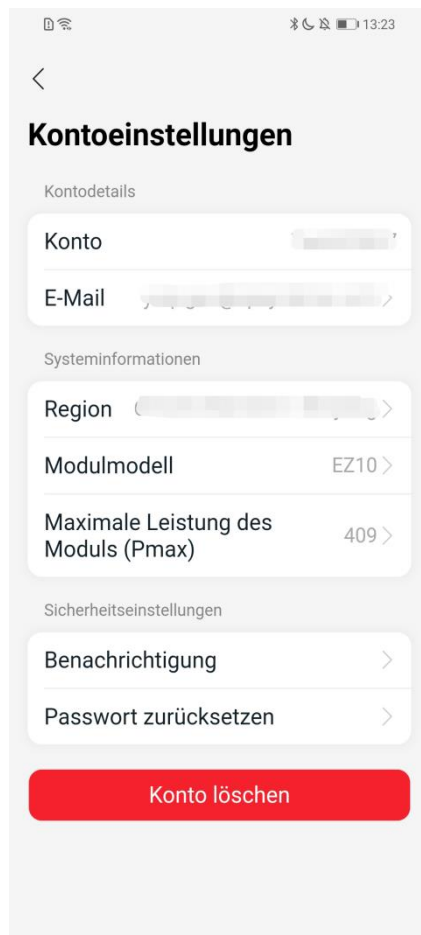 13:23
Kontoeinstellungen
Kontodetails
Konto
E-Mail
Systeminformationen
Region
Modulmodell EZ10
Maximale Leistung des
Moduls (Pmax) 409
Sicherheitseinstellungen
Benachrichtigung
Passwort zurücksetzen
Konto löschen